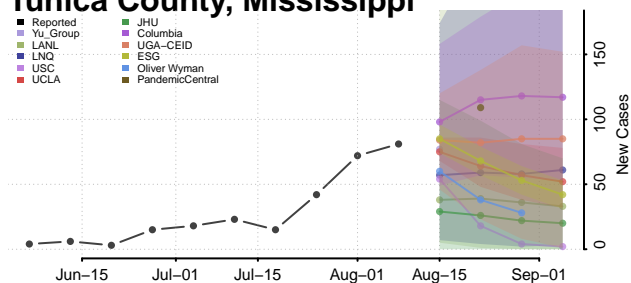 Tunica County, Mississippi
Reported
Yu_Group
LANL
LNQ
USC
UCLA
JHU
Columbia
UGA−CEID
ESG
Oliver Wyman
PandemicCentral
0
50
100
150
New Cases
Jun−15
Jul−01
Jul−15
Aug−01
Aug−15
Sep−01